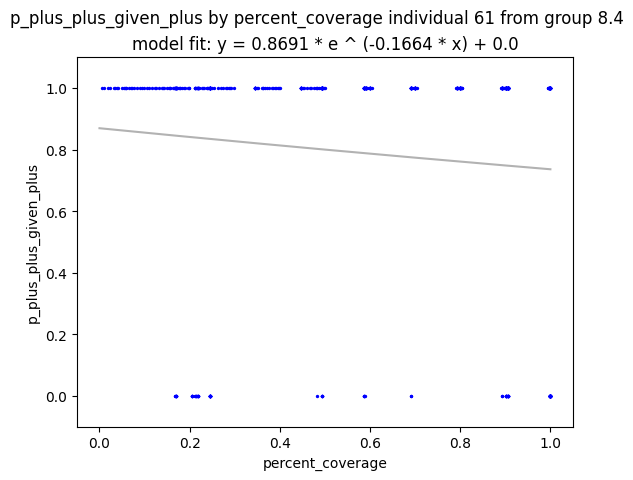 p_plus_plus_given_plus by percent_coverage individual 61 from group 8.4
model fit: y = 0.8691 * e ^ (-0.1664 * x) + 0.0
1.0
0.8
0.6
0.4
0.2
0.0
p_plus_plus_given_plus
0.0 0.2 0.4 0.6 0.8 1.0
percent_coverage